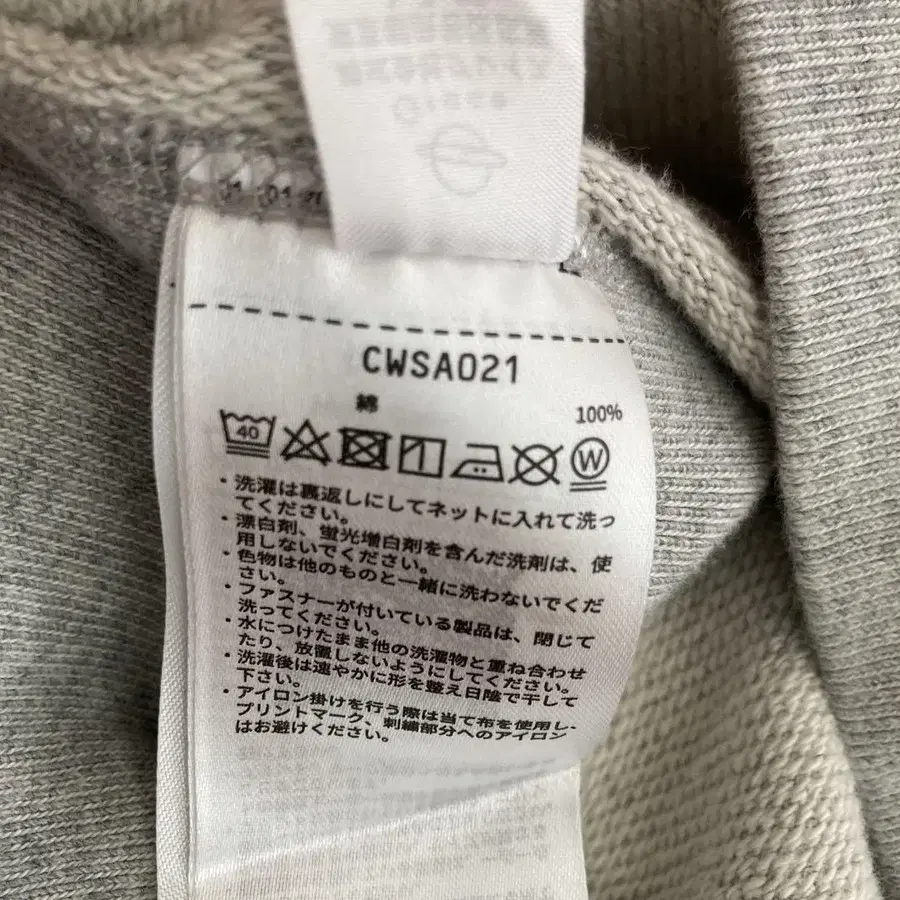 CWSA021
綿 100%
40
W
・洗濯は裏返しにしてネットに入れて洗っ
てください。
・漂白剤、蛍光増白剤を含んだ洗剤は、使
用しないでください。
・色物は他のものと一緒に洗わないでくだ
さい。
・ファスナーが付いている製品は、閉じて
洗ってください。
・水につけたまま他の洗濯物と重ね合わせ
たり、放置しないようにしてください。
・洗濯後は速やかに形を整え日陰で干して
下さい。
・アイロン掛けを行う際は当て布を使用し、
プリントマーク、刺繍部分へのアイロン
はお避けください。